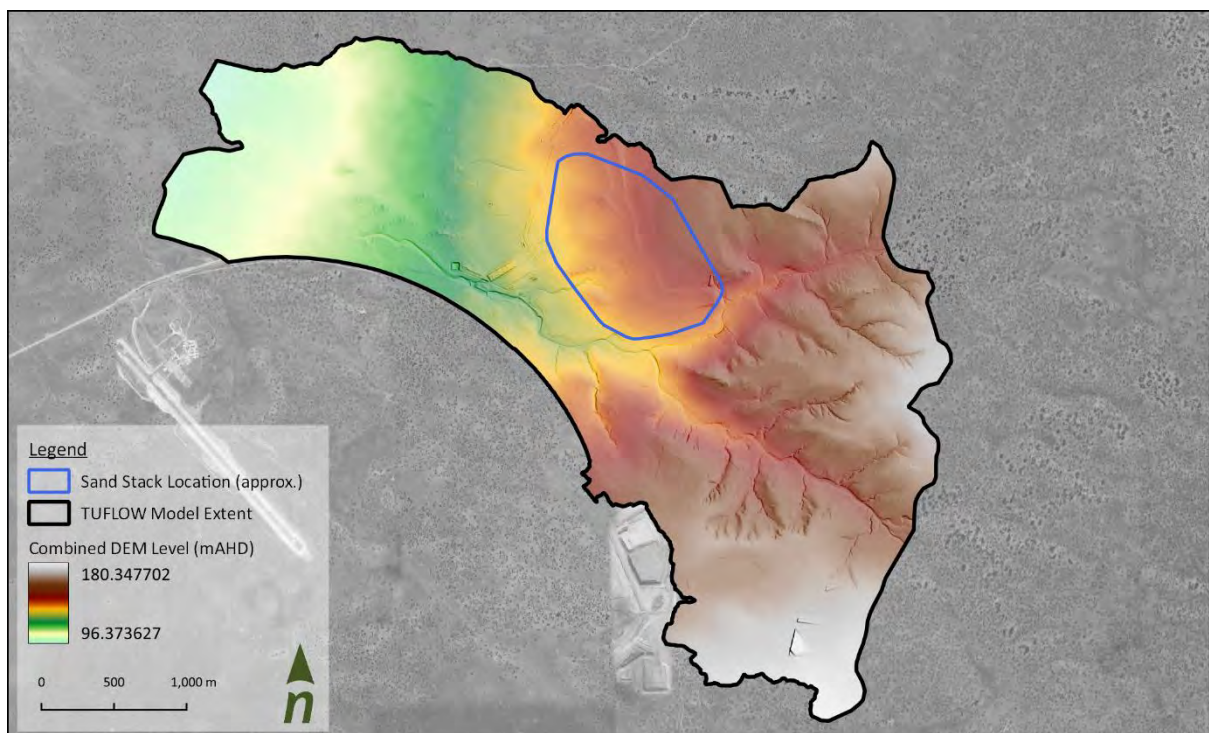 Legend
Sand Stack Location (approx.)
TUFLOW Model Extent
Combined DEM Level (mAHD)
180.347702
96.373627
0 500 1,000 m
n